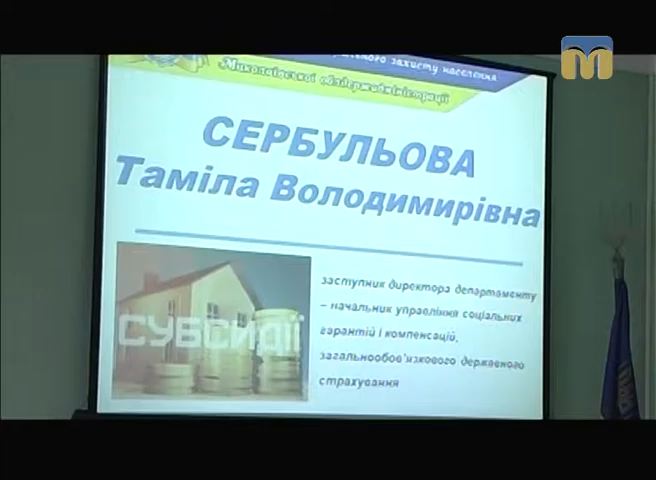 захисту населення
Миколаївської облдержадміністрації
СЕРБУЛЬОВА
Таміла Володимирівна
СУБСИДІЇ
заступник директора департаменту
– начальник управління соціальних
гарантій і компенсацій,
загальнообов'язкового державного
страхування